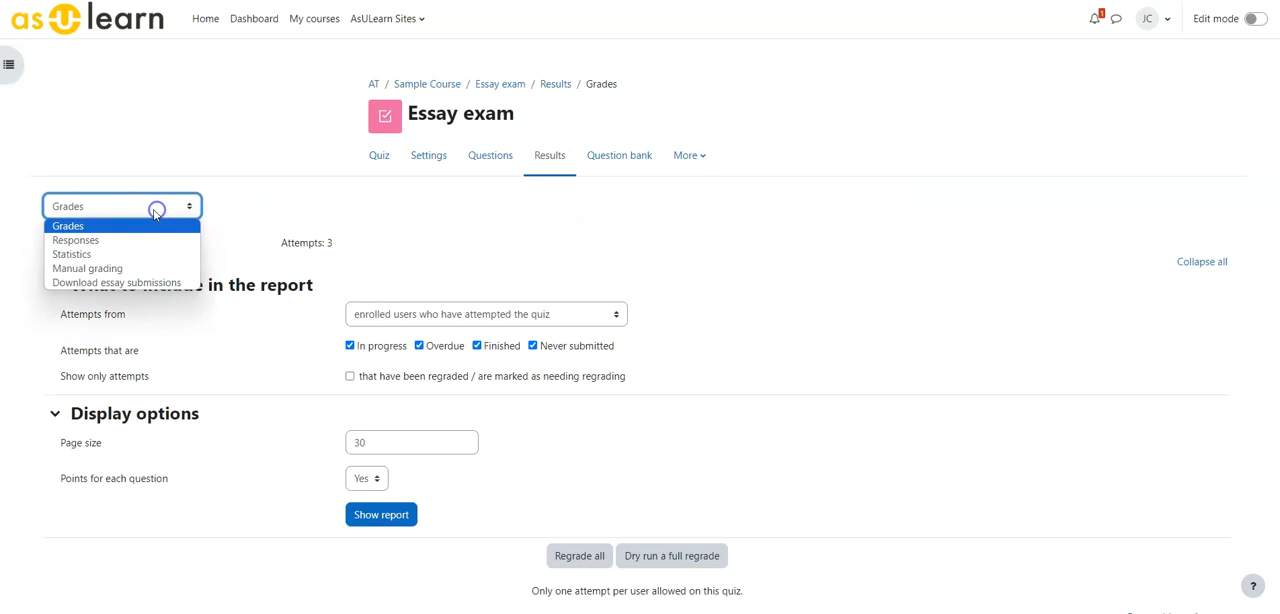 asUlearn Home Dashboard My courses AsULearn Sites 1 JC Edit mode
AT / Sample Course / Essay exam / Results / Grades
Essay exam
Quiz Settings Questions Results Question bank More
Grades
Grades
Responses
Attempts: 3
Statistics
Collapse all
Manual grading
Download essay submissions
in the report
Attempts from enrolled users who have attempted the quiz
Attempts that are In progress Overdue Finished Never submitted
Show only attempts that have been regraded / are marked as needing regrading
Display options
Page size 30
Points for each question Yes
Show report
Regrade all Dry run a full regrade
Only one attempt per user allowed on this quiz.
?